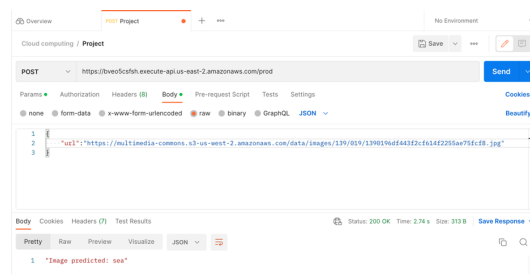 Overview
POST Project
No Environment
Cloud computing / Project
Save
POST
https://bveo5csfsh.execute-api.us-east-2.amazonaws.com/prod
Send
Params
Authorization
Headers (8)
Body
Pre-request Script
Tests
Settings
Cookies
none
form-data
x-www-form-urlencoded
raw
binary
GraphQL
JSON
Beautify
1 {
2 "url":"https://multimedia-commons.s3-us-west-2.amazonaws.com/data/images/139/019/1390196df443f2cf614f2255ae75fcf8.jpg"
3 }
Body
Cookies
Headers (7)
Test Results
Status: 200 OK
Time: 2.74 s
Size: 313 B
Save Response
Pretty
Raw
Preview
Visualize
JSON
1 "Image predicted: sea"